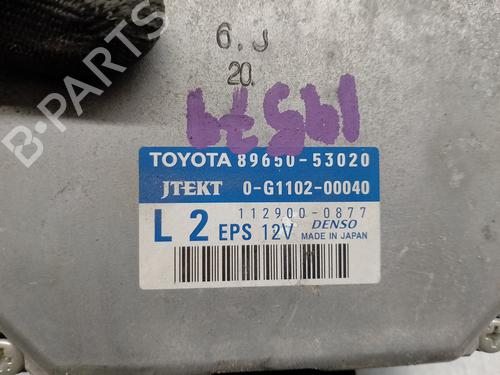 6.J
20.
TOYOTA 89650-53020
JTEKT 0-G1102-00040
112900-0877
L 2 EPS 12V DENSO
MADE IN JAPAN
B-PARTS